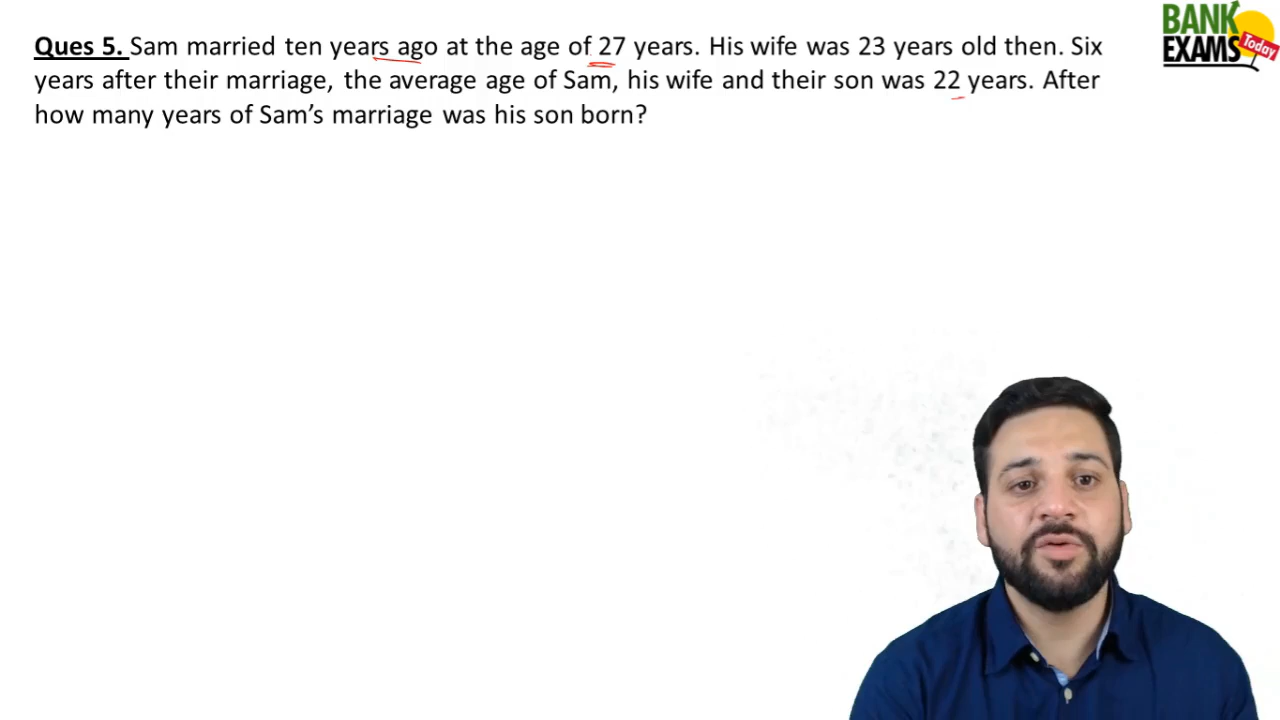 BANK
EXAMS Today
Ques 5. Sam married ten years ago at the age of 27 years. His wife was 23 years old then. Six
years after their marriage, the average age of Sam, his wife and their son was 22 years. After
how many years of Sam’s marriage was his son born?